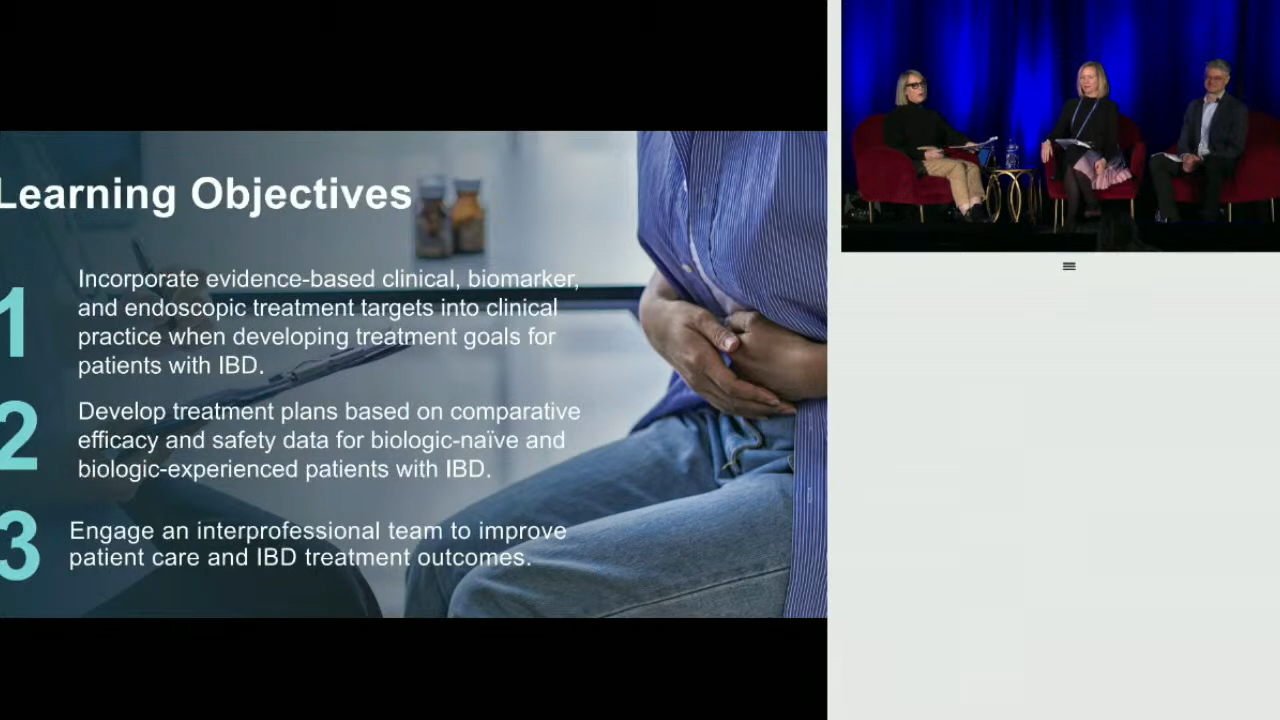 Learning Objectives
1
Incorporate evidence-based clinical, biomarker,
and endoscopic treatment targets into clinical
practice when developing treatment goals for
patients with IBD.
2
Develop treatment plans based on comparative
efficacy and safety data for biologic-naïve and
biologic-experienced patients with IBD.
3
Engage an interprofessional team to improve
patient care and IBD treatment outcomes.